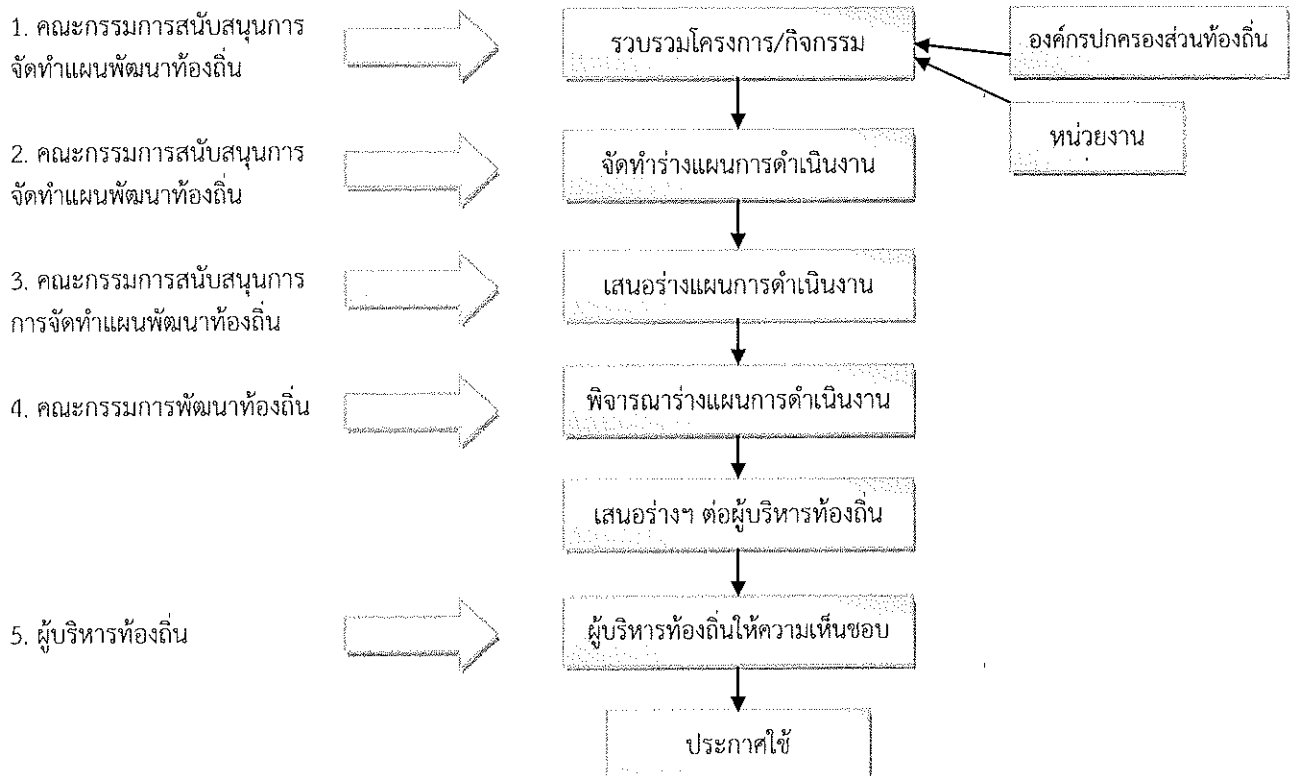 1. คณะกรรมการสนับสนุนการ
จัดทำแผนพัฒนาท้องถิ่น
รวบรวมโครงการ/กิจกรรม
องค์กรปกครองส่วนท้องถิ่น
หน่วยงาน
2. คณะกรรมการสนับสนุนการ
จัดทำแผนพัฒนาท้องถิ่น
จัดทำร่างแผนการดำเนินงาน
3. คณะกรรมการสนับสนุนการ
การจัดทำแผนพัฒนาท้องถิ่น
เสนอร่างแผนการดำเนินงาน
4. คณะกรรมการพัฒนาท้องถิ่น
พิจารณาร่างแผนการดำเนินงาน
เสนอร่างฯ ต่อผู้บริหารท้องถิ่น
5. ผู้บริหารท้องถิ่น
ผู้บริหารท้องถิ่นให้ความเห็นชอบ
ประกาศใช้